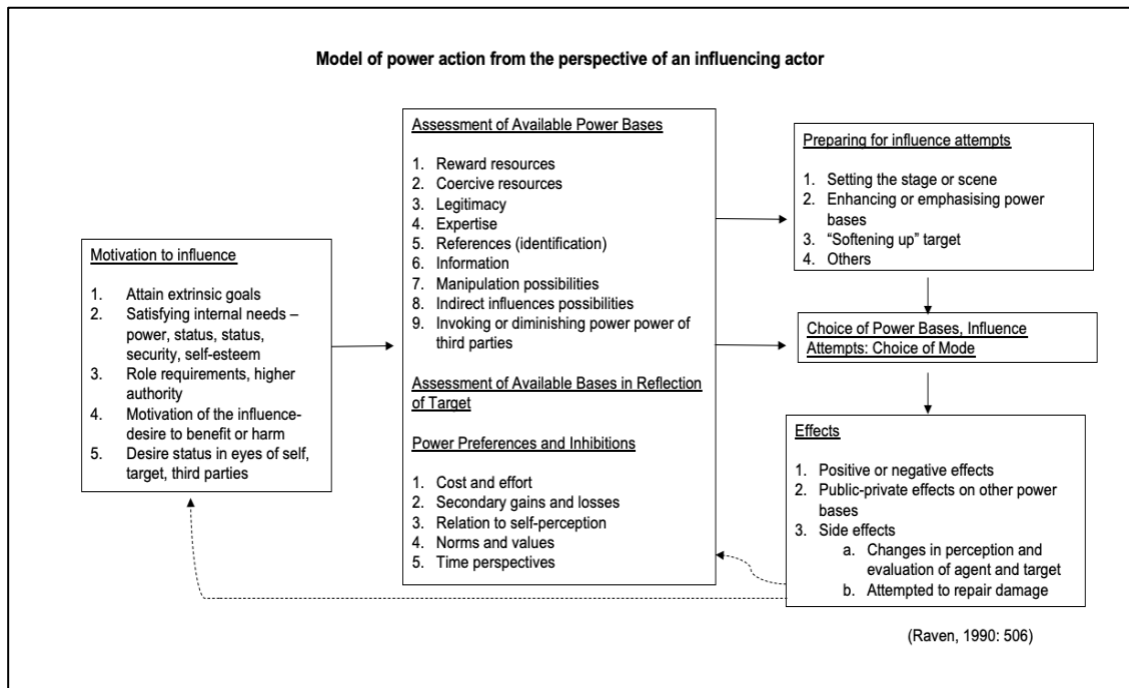 Model of power action from the perspective of an influencing actor
Motivation to influence
1. Attain extrinsic goals
2. Satisfying internal needs –
power, status, status,
security, self-esteem
3. Role requirements, higher
authority
4. Motivation of the influence-
desire to benefit or harm
5. Desire status in eyes of self,
target, third parties
Assessment of Available Power Bases
1. Reward resources
2. Coercive resources
3. Legitimacy
4. Expertise
5. References (identification)
6. Information
7. Manipulation possibilities
8. Indirect influences possibilities
9. Invoking or diminishing power power of
third parties
Assessment of Available Bases in Reflection
of Target
Power Preferences and Inhibitions
1. Cost and effort
2. Secondary gains and losses
3. Relation to self-perception
4. Norms and values
5. Time perspectives
Preparing for influence attempts
1. Setting the stage or scene
2. Enhancing or emphasising power
bases
3. “Softening up” target
4. Others
Choice of Power Bases, Influence
Attempts: Choice of Mode
Effects
1. Positive or negative effects
2. Public-private effects on other power
bases
3. Side effects
a. Changes in perception and
evaluation of agent and target
b. Attempted to repair damage
(Raven, 1990: 506)